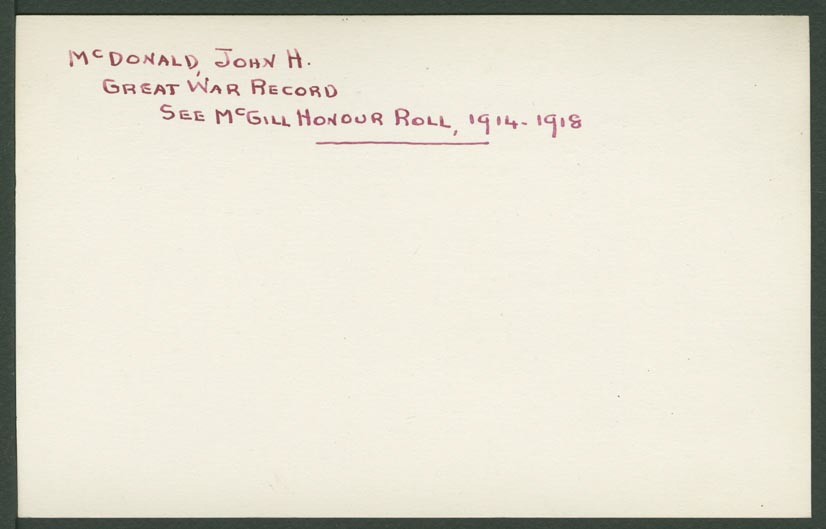 McDONALD, JOHN H.
GREAT WAR RECORD
SEE McGILL HONOUR ROLL, 1914-1918